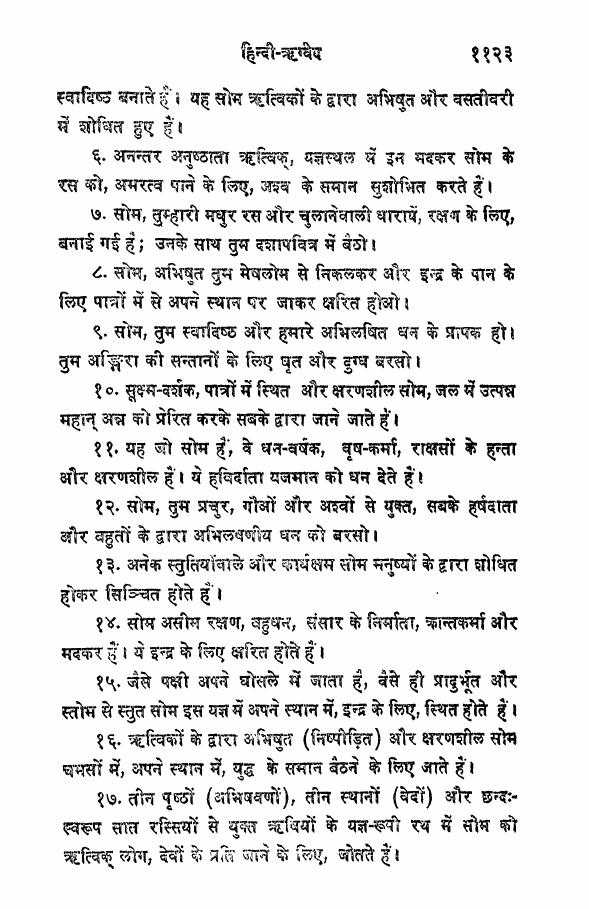 हिन्दी-ऋग्वेद ११२३
स्वादिष्ठ बनाते हैं। यह सोम ऋत्विकों के द्वारा अभिषुत और वसतीवरी
में शोधित हुए हैं।
६. अनन्तर अनुष्ठाता ऋत्विक्, यज्ञस्थल में इन मदकर सोम के
रस को, अमरत्व पाने के लिए, अश्व के समान सुशोभित करते हैं।
७. सोम, तुम्हारी मधुर रस और चुलानेवाली धारायें, रक्षण के लिए,
बनाई गई हैं; उनके साथ तुम दशापवित्र में बैठो।
८. सोम, अभिषुत तुम मेषलोम से निकलकर और इन्द्र के पान के
लिए पात्रों में से अपने स्थान पर जाकर क्षरित होओ।
९. सोम, तुम स्वादिष्ठ और हमारे अभिलषित धन के प्रापक हो।
तुम अङ्गिरा की सन्तानों के लिए घृत और दुग्ध बरसो।
१०. सूक्ष्म-दर्शक, पात्रों में स्थित और क्षरणशील सोम, जल में उत्पन्न
महान् अन्न को प्रेरित करके सबके द्वारा जाने जाते हैं।
११. यह जो सोम हैं, वे धन-वर्षक, वृष-कर्मा, राक्षसों के हन्ता
और क्षरणशील हैं। ये हविर्दाता यजमान को धन देते हैं।
१२. सोम, तुम प्रचुर, गौओं और अश्वों से युक्त, सबके हर्षदाता
और बहुतों के द्वारा अभिलषणीय धन को बरसो।
१३. अनेक स्तुतियोंवाले और कार्यक्षम सोम मनुष्यों के द्वारा शोधित
होकर सिञ्चित होते हैं।
१४. सोम असीम रक्षण, बहुधन, संसार के निर्माता, क्रान्तकर्मा और
मदकर हैं। ये इन्द्र के लिए क्षरित होते हैं।
१५. जैसे पक्षी अपने घोसले में जाता है, वैसे ही प्रादुर्भूत और
स्तोम से स्तुत सोम इस यज्ञ में अपने स्थान में, इन्द्र के लिए, स्थित होते हैं।
१६. ऋत्विकों के द्वारा अभिषुत (निष्पीड़ित) और क्षरणशील सोम
चमसों में, अपने स्थान में, युद्ध के समान बैठने के लिए जाते हैं।
१७. तीन पृष्ठों (अभिषवणों), तीन स्थानों (वेदों) और छन्दः-
स्वरूप सात रस्सियों से युक्त ऋषियों के यज्ञ-रूपी रथ में सोम को
ऋत्विक् लोग, देवों के प्रति जाने के लिए, जोतते हैं।